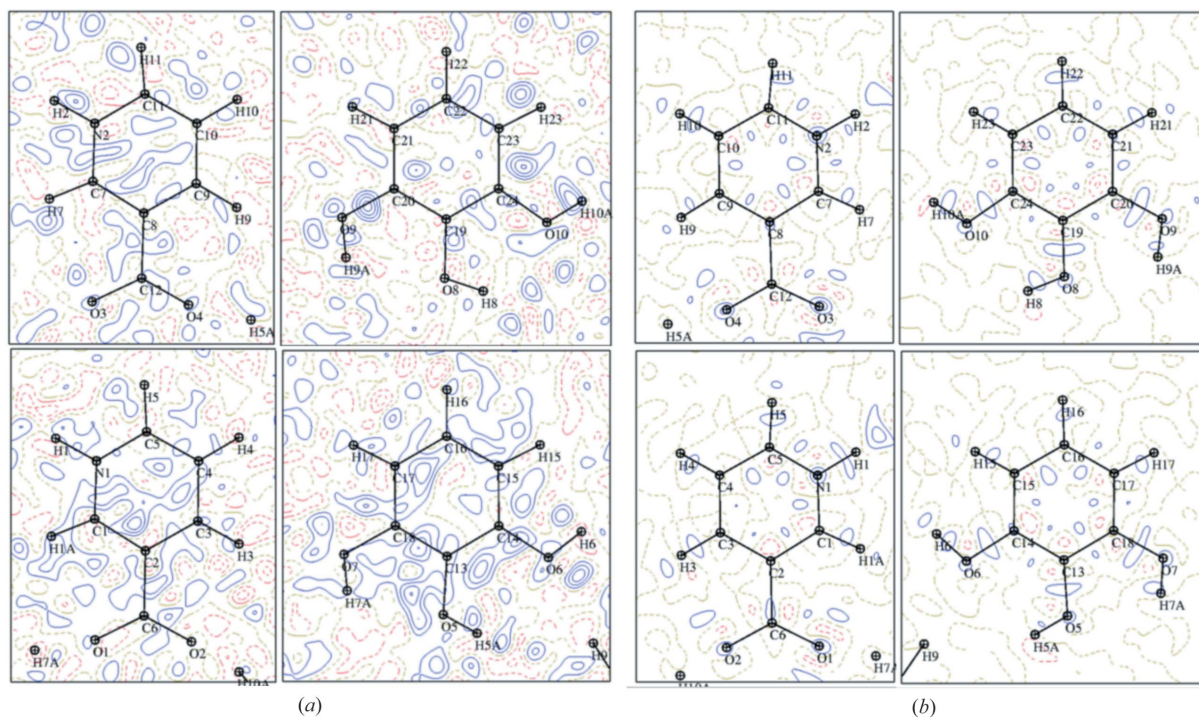 H11
C11
H2
H10
N2
C10
C7
C9
H7
H9
C8
C12
O3
O4
H5A
H22
C22
H21
H23
C21
C23
C20
C24
H10A
O9
C19
O10
H9A
O8
H8
H11
C11
H10
H2
C10
N2
C9
C7
H9
H7
C8
C12
O4
O3
H5A
H22
C22
H23
H21
C23
C21
C24
C20
H10A
O10
C19
O9
H9A
O8
H8
H5
C5
H1
H4
N1
C4
C1
C3
H1A
H3
C2
C6
O1
O2
H7A
H10A
H16
C16
H1
H15
C17
C15
C18
C14
H6
O7
C13
O6
H7A
O5
H5A
H9
H5
C5
H4
H1
C4
N1
C3
C1
H3
H1A
C2
C6
O2
O1
H7A
H10A
H16
C16
H15
H17
C15
C17
C14
C18
H6
O6
C13
O7
H7A
O5
H5A
H9
(a)
(b)